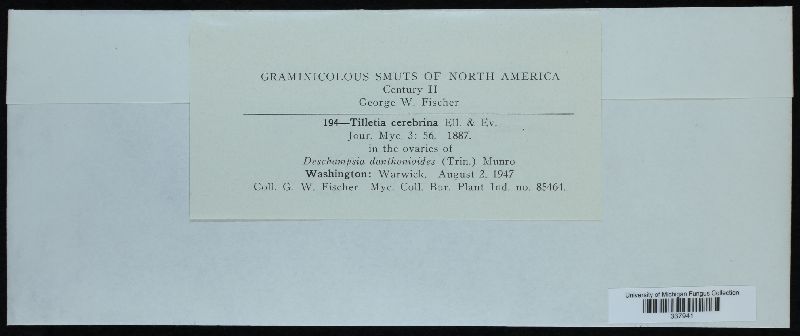 GRAMINICOLOUS SMUTS OF NORTH AMERICA
Century II
George W. Fischer
194—Tilletia cerebrina Ell. & Ev.
Jour. Myc. 3: 56. 1887.
in the ovaries of
Deschampsia danthonioides (Trin.) Munro
Washington: Warwick. August 3, 1947
Coll. G. W. Fischer Myc. Coll. Bur. Plant Ind. no. 85464.
University of Michigan Fungus Collection
337941